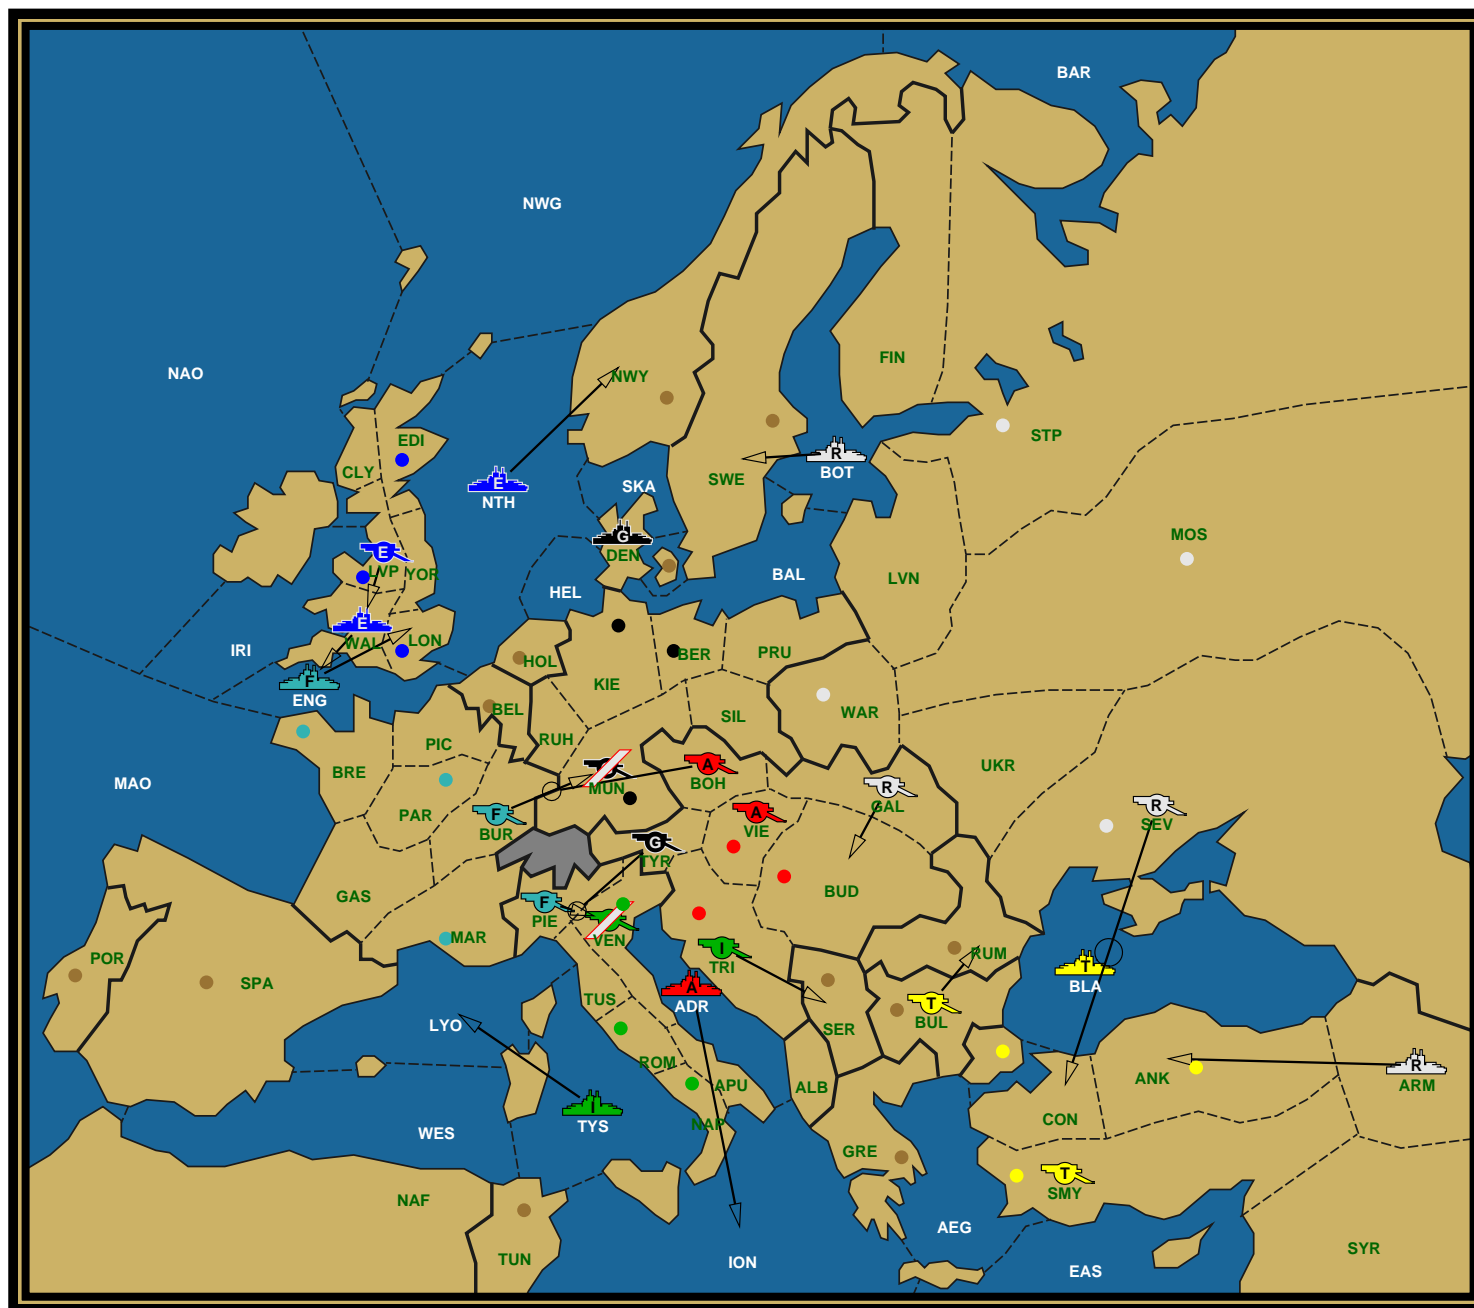 BAR
NWG
NAO
FIN
NWY
EDI
STP
CLY
R
BOT
SWE
SKA
E
NTH
MOS
G
DEN
E
LVP
YOR
BAL
LVN
HEL
E
WAL
LON
IRI
HOL
BER
PRU
KIE
F
ENG
BEL
WAR
SIL
PIC
RUH
BRE
UKR
MAO
A
BOH
MUN
R
GAL
R
SEV
F
BUR
PAR
A
VIE
G
TYR
BUD
GAS
F
PIE
VEN
MAR
POR
SPA
I
TRI
RUM
T
BLA
A
ADR
TUS
T
BUL
LYO
SER
ROM
R
ARM
ANK
APU
ALB
I
TYS
NAP
CON
WES
GRE
T
SMY
NAF
AEG
SYR
TUN
ION
EAS